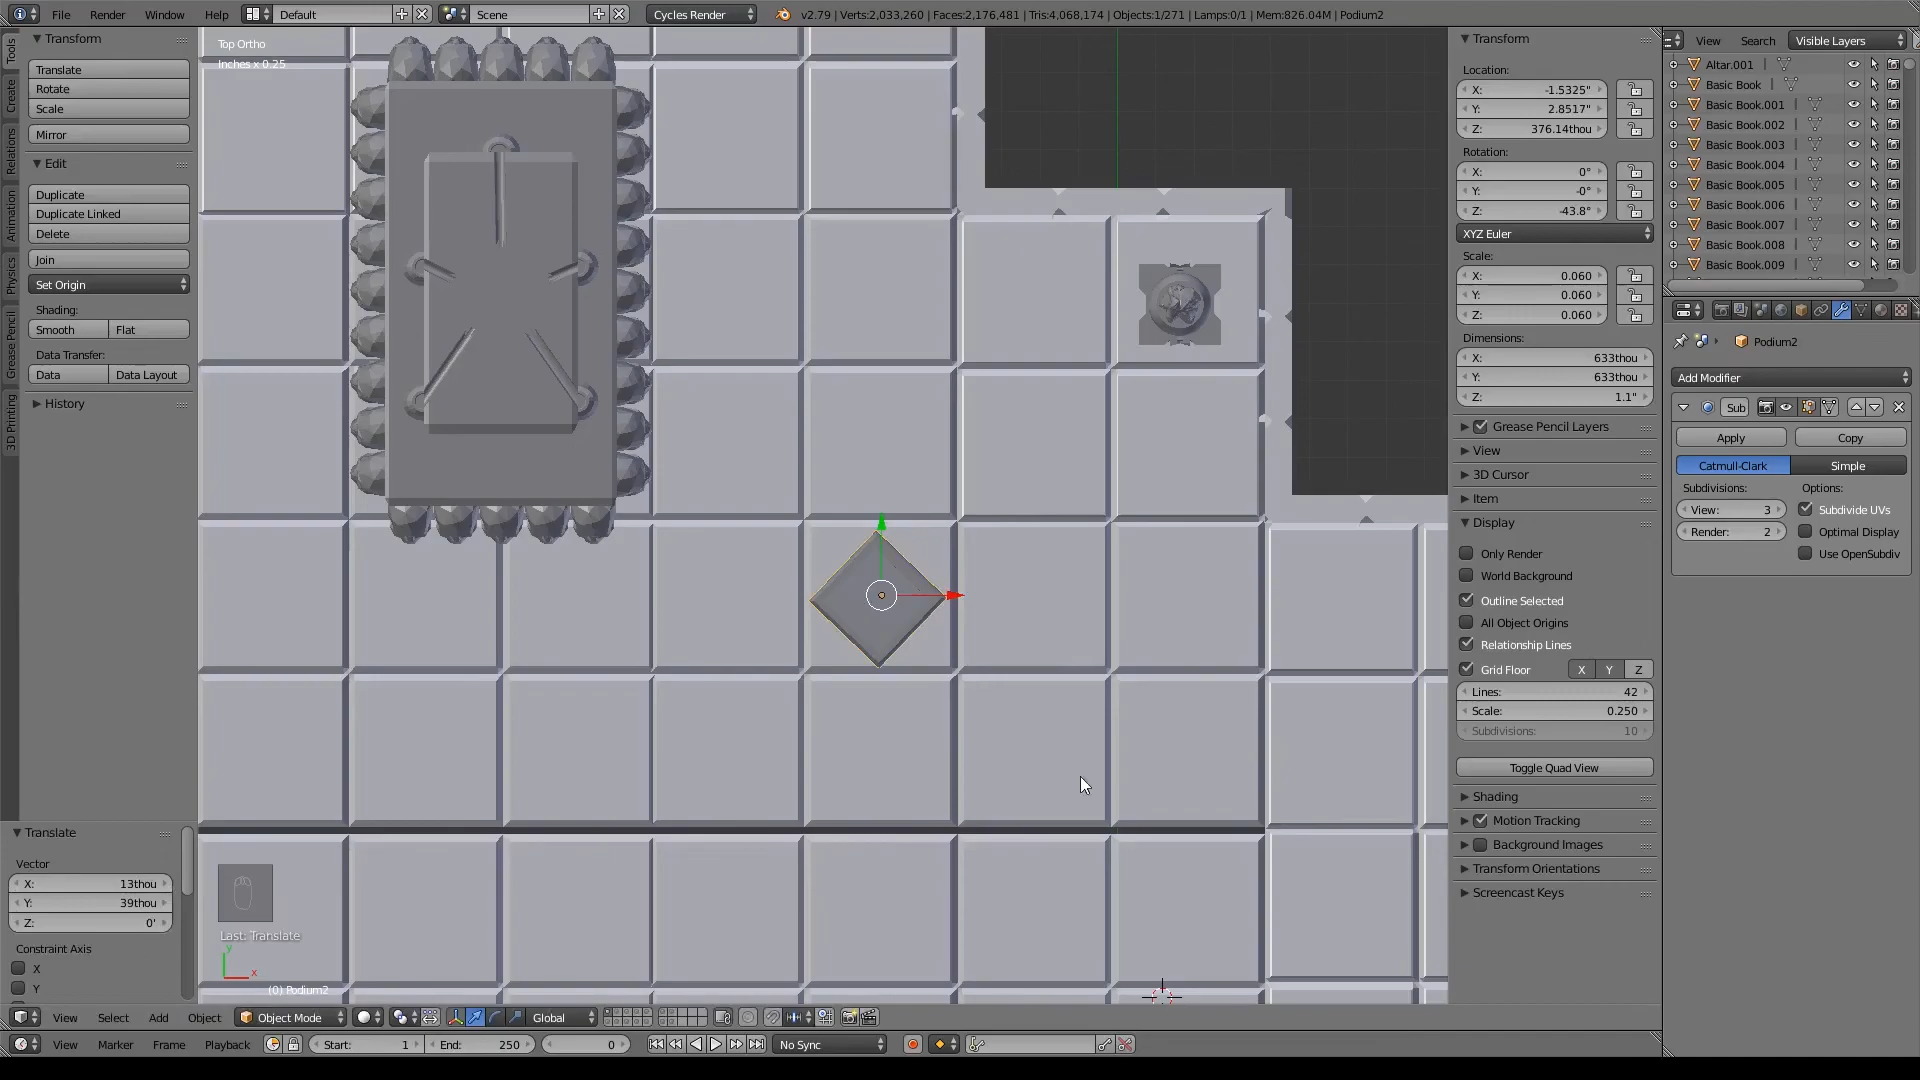 File Render Window Help Default Scene Cycles Render v2.79 | Verts:2,033,260 | Faces:2,176,481 | Tris:4,068,174 | Objects:1/271 | Lamps:0/1 | Mem:826.04M | Podium2
Tools
Create
Relations
Animation
Physics
Grease Pencil
3D Printing
Transform
Translate
Rotate
Scale
Mirror
Edit
Duplicate
Duplicate Linked
Delete
Join
Set Origin
Shading:
Smooth Flat
Data Transfer:
Data Data Layout
History
Translate
Vector
X: 13thou
Y: 39thou
Z: 0'
Constraint Axis
X
Y
Top Ortho
Inches x 0.25
Last: Translate
y
x
(0) Podium2
Transform
Location:
X: -1.5325"
Y: 2.8517"
Z: 376.14thou
Rotation:
X: 0°
Y: -0°
Z: -43.8°
XYZ Euler
Scale:
X: 0.060
Y: 0.060
Z: 0.060
Dimensions:
X: 633thou
Y: 633thou
Z: 1.1"
Grease Pencil Layers
View
3D Cursor
Item
Display
Only Render
World Background
Outline Selected
All Object Origins
Relationship Lines
Grid Floor X Y Z
Lines: 42
Scale: 0.250
Subdivisions: 10
Toggle Quad View
Shading
Motion Tracking
Background Images
Transform Orientations
Screencast Keys
View Search Visible Layers
Altar.001
Basic Book
Basic Book.001
Basic Book.002
Basic Book.003
Basic Book.004
Basic Book.005
Basic Book.006
Basic Book.007
Basic Book.008
Basic Book.009
Podium2
Add Modifier
Sub
Apply Copy
Catmull-Clark Simple
Subdivisions: Options:
View: 3 Subdivide UVs
Render: 2 Optimal Display
Use OpenSubdiv
View Select Add Object Object Mode Global
View Marker Frame Playback Start: 1 End: 250 0 No Sync